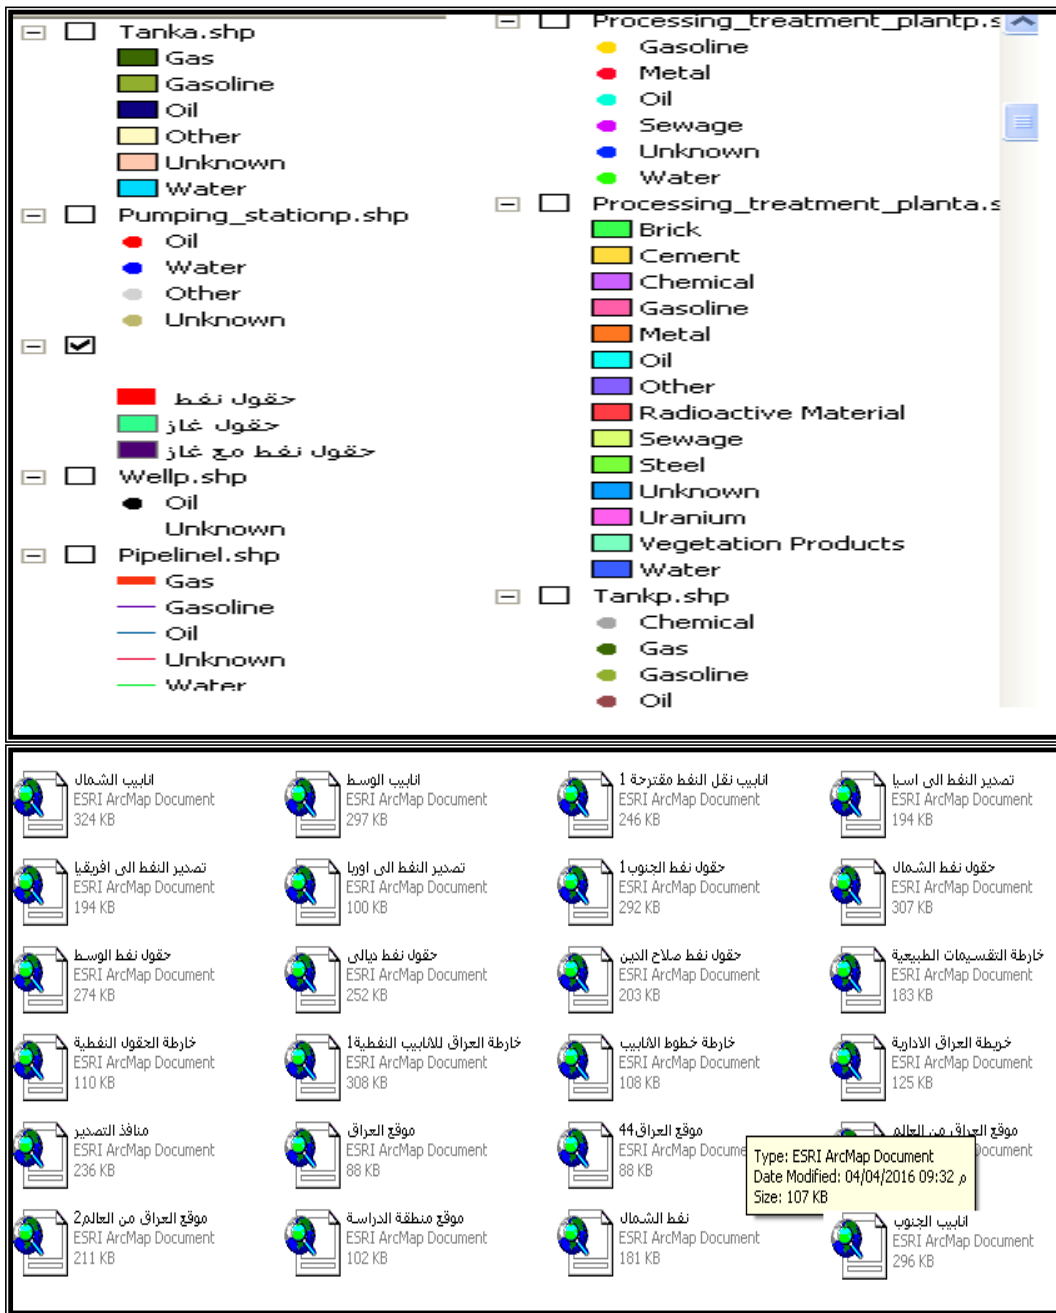 Tanka.shp
Gas
Gasoline
Oil
Other
Unknown
Water
Pumping_stationp.shp
Oil
Water
Other
Unknown
حقول نفط
حقول غاز
حقول نفط مع غاز
Wellp.shp
Oil
Unknown
Pipelinel.shp
Gas
Gasoline
Oil
Unknown
Water
Processing_treatment_plantp.s
Gasoline
Metal
Oil
Sewage
Unknown
Water
Processing_treatment_planta.s
Brick
Cement
Chemical
Gasoline
Metal
Oil
Other
Radioactive Material
Sewage
Steel
Unknown
Uranium
Vegetation Products
Water
Tankp.shp
Chemical
Gas
Gasoline
Oil
انابيب الشمال
ESRI ArcMap Document
324 KB
انابيب الوسط
ESRI ArcMap Document
297 KB
انابيب نقل النفط مقترحة 1
ESRI ArcMap Document
246 KB
تصدير النفط الى اسيا
ESRI ArcMap Document
194 KB
تصدير النفط الى افريقيا
ESRI ArcMap Document
194 KB
تصدير النفط الى اوربا
ESRI ArcMap Document
100 KB
حقول نفط الجنوب1
ESRI ArcMap Document
292 KB
حقول نفط الشمال
ESRI ArcMap Document
307 KB
حقول نفط الوسط
ESRI ArcMap Document
274 KB
حقول نفط ديالى
ESRI ArcMap Document
252 KB
حقول نفط صلاح الدين
ESRI ArcMap Document
203 KB
خارطة التقسيمات الطبيعية
ESRI ArcMap Document
183 KB
خارطة الحقول النفطية
ESRI ArcMap Document
110 KB
خارطة العراق للانابيب النفطية1
ESRI ArcMap Document
308 KB
خارطة خطوط الانابيب
ESRI ArcMap Document
108 KB
خريطة العراق الادارية
ESRI ArcMap Document
125 KB
منافذ التصدير
ESRI ArcMap Document
236 KB
موقع العراق
ESRI ArcMap Document
88 KB
موقع العراق44
ESRI ArcMap Docume
88 KB
موقع العراق من العالم
ocument
Type: ESRI ArcMap Document
Date Modified: 04/04/2016 09:32 م
Size: 107 KB
موقع العراق من العالم2
ESRI ArcMap Document
211 KB
موقع منطقة الدراسة
ESRI ArcMap Document
102 KB
نفط الشمال
ESRI ArcMap Document
181 KB
انابيب الجنوب
ESRI ArcMap Document
296 KB